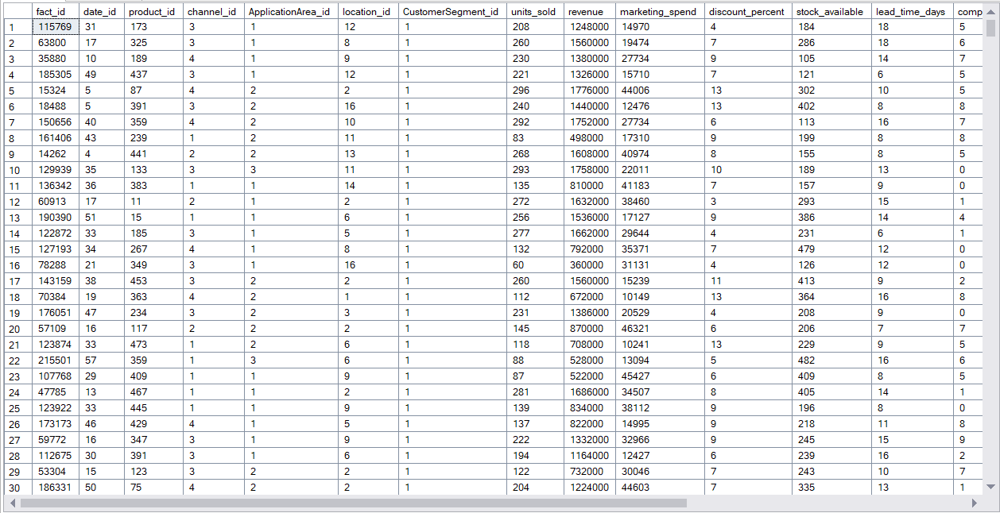 fact_id date_id product_id channel_id ApplicationArea_id location_id CustomerSegment_id units_sold revenue marketing_spend discount_percent stock_available lead_time_days comp
1 115769 31 173 3 1 12 1 208 1248000 14970 4 184 18 5
2 63800 17 325 3 1 8 1 260 1560000 19474 7 286 18 6
3 35880 10 189 4 1 9 1 230 1380000 27734 9 105 14 7
4 185305 49 437 3 1 12 1 221 1326000 15710 7 121 6 5
5 15324 5 87 4 2 2 1 296 1776000 44006 13 302 10 5
6 18488 5 391 3 2 16 1 240 1440000 12476 13 402 8 8
7 150656 40 359 4 2 10 1 292 1752000 27734 6 113 16 7
8 161406 43 239 1 2 11 1 83 498000 17310 9 199 8 8
9 14262 4 441 2 2 13 1 268 1608000 40974 8 155 8 5
10 129939 35 133 3 3 11 1 293 1758000 22011 10 189 13 0
11 136342 36 383 1 1 14 1 135 810000 41183 7 157 9 0
12 60913 17 11 2 1 2 1 272 1632000 38460 3 293 15 1
13 190390 51 15 1 1 6 1 256 1536000 17127 9 386 14 4
14 122872 33 185 3 1 5 1 277 1662000 29644 4 231 6 1
15 127193 34 267 4 1 8 1 132 792000 35371 7 479 12 0
16 78288 21 349 3 1 16 1 60 360000 31131 4 126 12 0
17 143159 38 453 3 2 2 1 260 1560000 15239 11 413 9 2
18 70384 19 363 4 2 1 1 112 672000 10149 13 364 16 8
19 176051 47 234 3 2 3 1 231 1386000 20529 4 208 9 0
20 57109 16 117 2 2 2 1 145 870000 46321 6 206 7 7
21 123874 33 473 1 2 6 1 118 708000 10241 13 229 9 5
22 215501 57 359 1 3 6 1 88 528000 13094 5 482 16 6
23 107768 29 409 1 1 9 1 87 522000 45427 6 409 8 5
24 47785 13 467 1 1 2 1 281 1686000 34507 8 405 14 1
25 123922 33 445 1 1 9 1 139 834000 38112 9 196 8 0
26 173173 46 429 4 1 5 1 137 822000 14995 9 218 11 8
27 59772 16 347 3 1 9 1 222 1332000 32966 9 245 15 9
28 112675 30 391 3 1 6 1 194 1164000 12427 6 239 16 2
29 53304 15 123 3 2 2 1 122 732000 30046 7 243 10 7
30 186331 50 75 4 2 2 1 204 1224000 44603 7 335 13 1